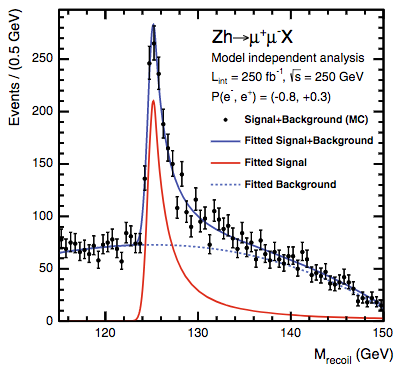 Zh→μ⁺μ⁻X
Model independent analysis
L_int = 250 fb⁻¹, √s = 250 GeV
P(e⁻, e⁺) = (-0.8, +0.3)
Signal+Background (MC)
Fitted Signal+Background
Fitted Signal
Fitted Background
Events / (0.5 GeV)
250
200
150
100
50
0
120 130 140 150
M_recoil (GeV)